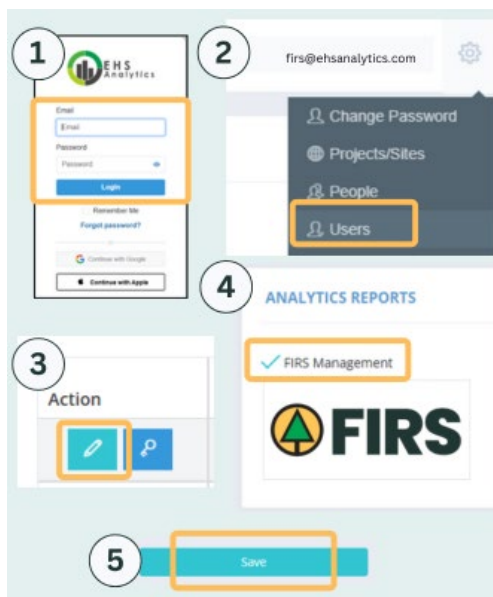 1
EHS
Analytics
Email
Email
Password
Password
Login
Remember Me
Forgot password?
Continue with Google
Continue with Apple
2
firs@ehsanalytics.com
Change Password
Projects/Sites
People
Users
3
Action
4
ANALYTICS REPORTS
FIRS Management
FIRS
5
Save